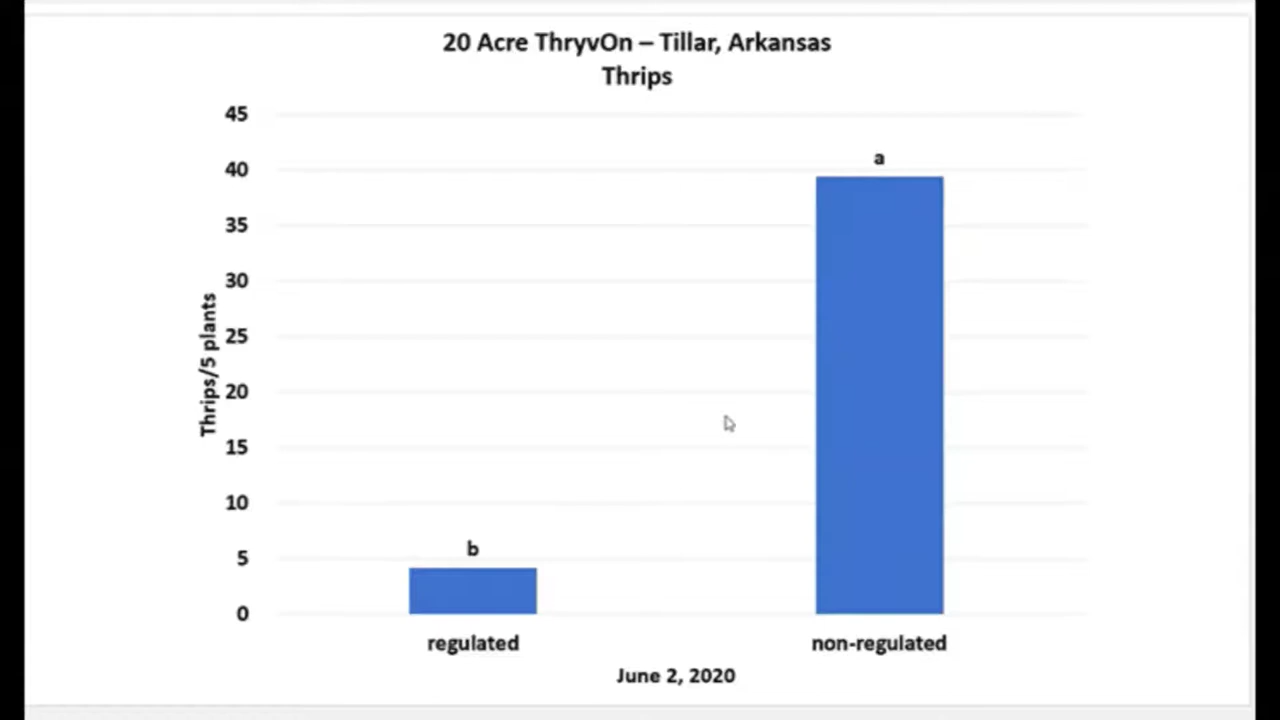 20 Acre ThryvOn – Tillar, Arkansas
Thrips
45
40
35
30
25
20
15
10
5
0
Thrips/5 plants
a
b
regulated
non-regulated
June 2, 2020